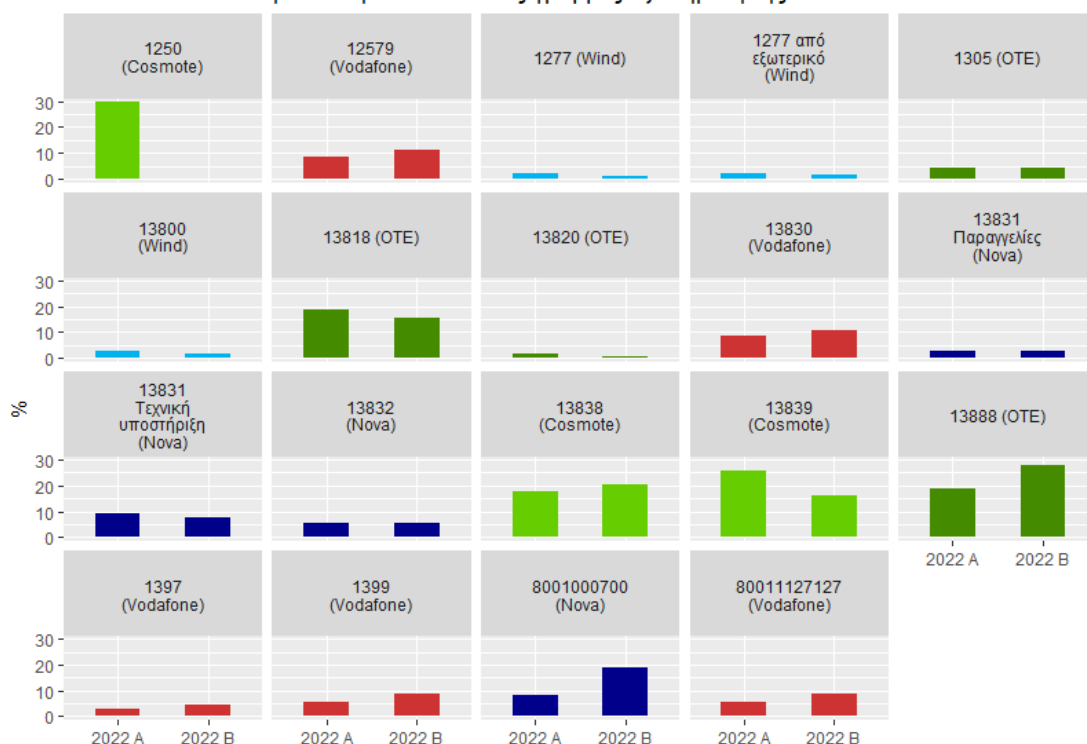 1250
(Cosmote)
12579
(Vodafone)
1277 (Wind)
1277 από
εξωτερικό
(Wind)
1305 (OTE)
30
20
10
0
13800
(Wind)
13818 (OTE)
13820 (OTE)
13830
(Vodafone)
13831
Παραγγελίες
(Nova)
30
20
10
0
%
13831
Τεχνική
υποστήριξη
(Nova)
13832
(Nova)
13838
(Cosmote)
13839
(Cosmote)
13888 (OTE)
30
20
10
0
2022 A
2022 B
1397
(Vodafone)
1399
(Vodafone)
8001000700
(Nova)
80011127127
(Vodafone)
30
20
10
0
2022 A
2022 B
2022 A
2022 B
2022 A
2022 B
2022 A
2022 B